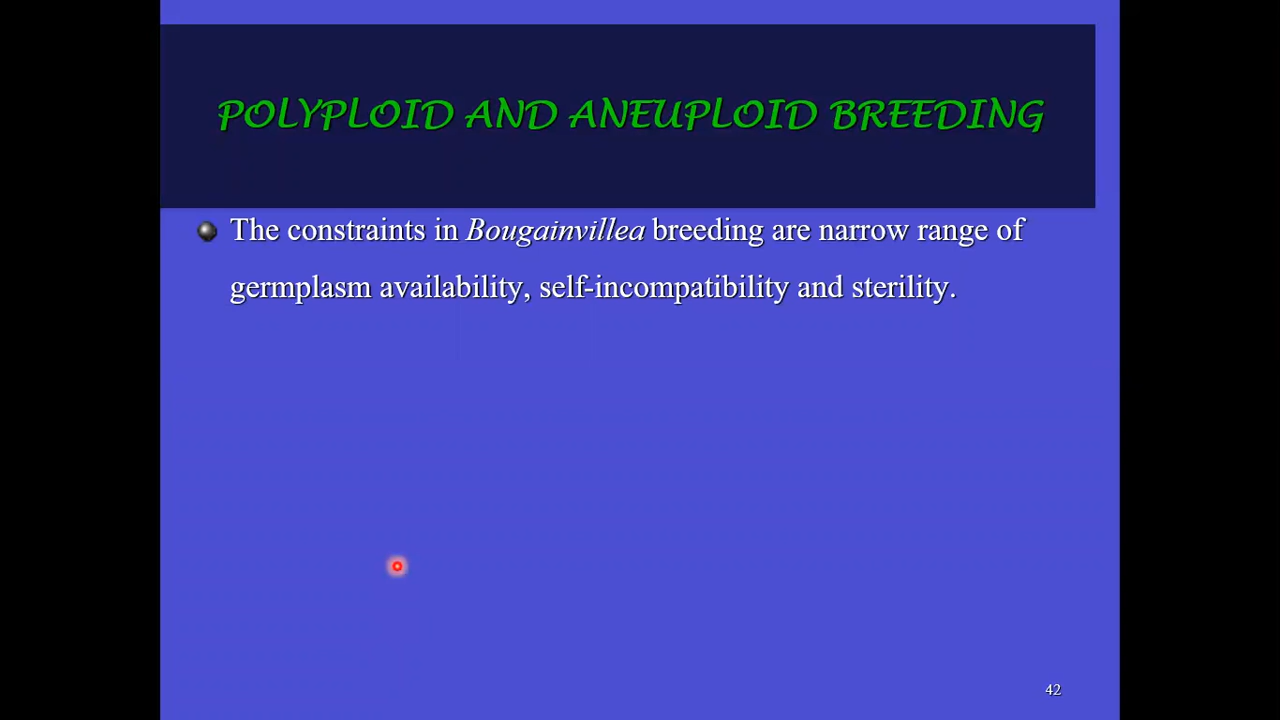 POLYPLOID AND ANEUPLOID BREEDING
The constraints in Bougainvillea breeding are narrow range of
germplasm availability, self-incompatibility and sterility.
42